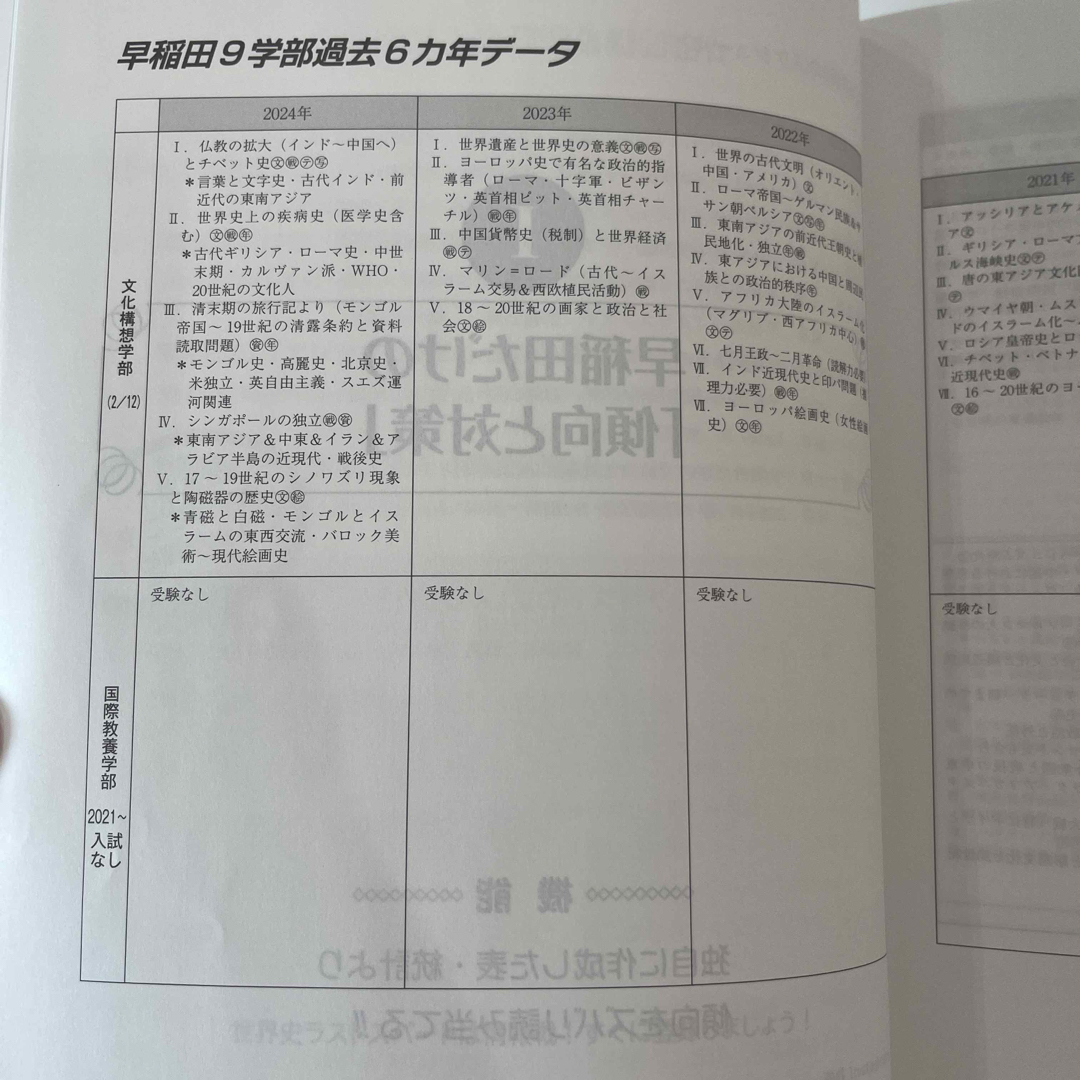 早稲田9学部過去6カ年データ
2024年
2023年
2022年
2021年
文化構想学部
(2/12)
Ⅰ．仏教の拡大（インド～中国へ）
とチベット史㊛
＊言葉と文字史・古代インド・前
近代の東南アジア
Ⅱ．世界史上の疾病史（医学史含
む）
＊古代ギリシア・ローマ史・中世
末期・カルヴァン派・WHO・
20世紀の文化人
Ⅲ．清末期の旅行記より（モンゴル
帝国～19世紀の清露条約と資料
読取問題）
＊モンゴル史・高麗史・北京史・
米独立・英自由主義・スエズ運
河関連
Ⅳ．シンガポールの独立
＊東南アジア＆中東＆イラン＆ア
ラビア半島の近現代・戦後史
Ⅴ．17～19世紀のシノワズリ現象
と陶磁器の歴史
＊青磁と白磁・モンゴルとイス
ラームの東西交流・バロック美
術～現代絵画史
Ⅰ．世界遺産と世界史の意義
Ⅱ．ヨーロッパ史で有名な政治的指
導者（ローマ・十字軍・ビザン
ツ・英首相ピット・英首相チャー
チル）
Ⅲ．中国貨幣史（税制）と世界経済
Ⅳ．マリン＝ロード（古代～イス
ラーム交易＆西欧植民活動）
Ⅴ．18～20世紀の画家と政治と社
会
Ⅰ．世界の古代文明（オリエント・
中国・アメリカ）
Ⅱ．ローマ帝国～ゲルマン民族＆サ
サン朝ペルシア
Ⅲ．東南アジアの前近代王朝史と植
民地化・独立
Ⅳ．東アジアにおける中国と周辺民
族との政治的秩序
Ⅴ．アフリカ大陸のイスラーム化
（マグリブ・西アフリカ中心）
Ⅵ．七月王政～二月革命（読解力必要）
Ⅶ．インド近現代史と印パ問題（推
理力必要）
Ⅷ．ヨーロッパ絵画史（女性絵画
史）
Ⅰ．アッシリアとアケメ
Ⅱ．ギリシア・ローマ
ルス海峡史
Ⅲ．唐の東アジア文化
Ⅳ．ウマイヤ朝・ムス
ドのイスラーム化～
Ⅴ．ロシア皇帝史とロ
Ⅵ．チベット・ベトナ
近現代史
Ⅶ．16～20世紀のヨー
国際教養学部
2021～
入試
なし
受験なし
受験なし
受験なし
受験なし